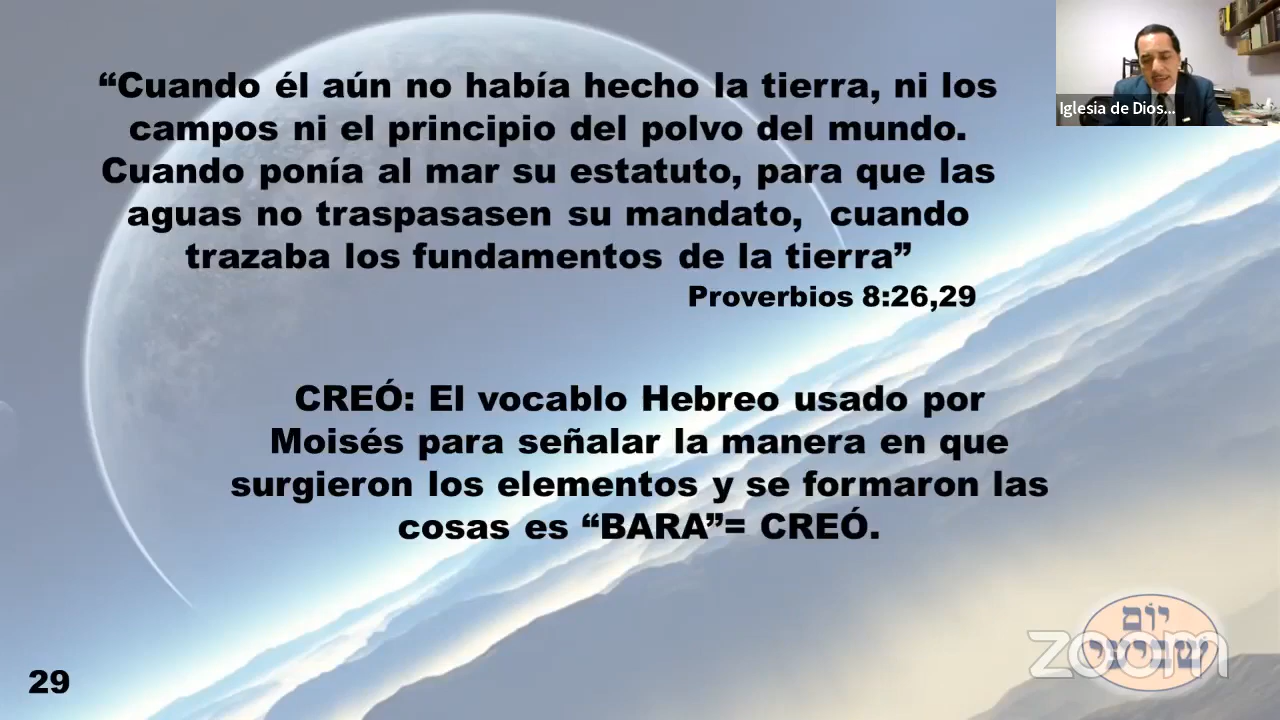 “Cuando él aún no había hecho la tierra, ni los
campos ni el principio del polvo del mundo.
Cuando ponía al mar su estatuto, para que las
aguas no traspasasen su mandato, cuando
trazaba los fundamentos de la tierra”
Proverbios 8:26,29
CREÓ: El vocablo Hebreo usado por
Moisés para señalar la manera en que
surgieron los elementos y se formaron las
cosas es “BARA”= CREÓ.
Iglesia de Dios...
29
יוֹם
שביעי
zoom